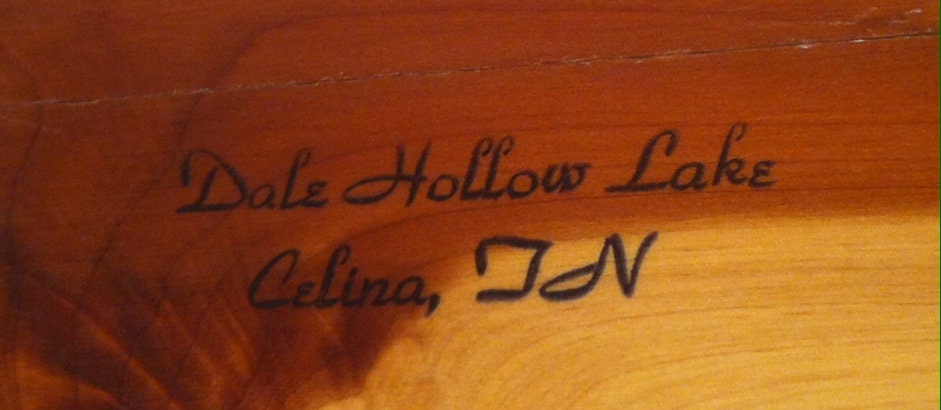 Dale Hollow Lake
Celina, TN